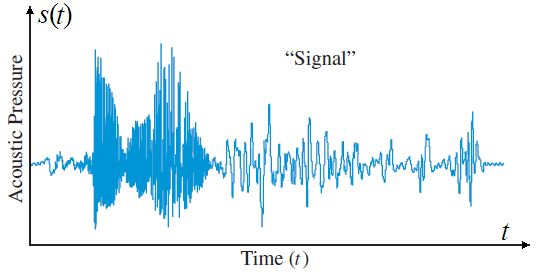 s(t)
“Signal”
Acoustic Pressure
t
Time (t)